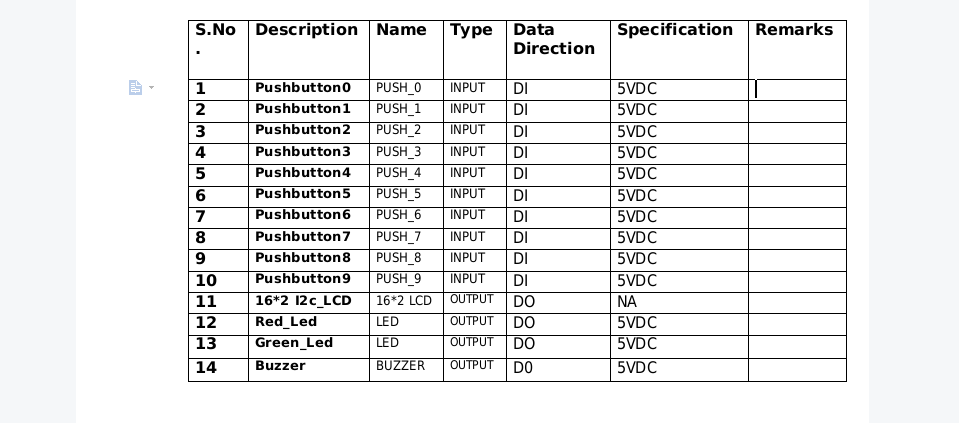 S.No. Description Name Type Data Direction Specification Remarks
1 Pushbutton0 PUSH_0 INPUT DI 5VDC
2 Pushbutton1 PUSH_1 INPUT DI 5VDC
3 Pushbutton2 PUSH_2 INPUT DI 5VDC
4 Pushbutton3 PUSH_3 INPUT DI 5VDC
5 Pushbutton4 PUSH_4 INPUT DI 5VDC
6 Pushbutton5 PUSH_5 INPUT DI 5VDC
7 Pushbutton6 PUSH_6 INPUT DI 5VDC
8 Pushbutton7 PUSH_7 INPUT DI 5VDC
9 Pushbutton8 PUSH_8 INPUT DI 5VDC
10 Pushbutton9 PUSH_9 INPUT DI 5VDC
11 16*2 I2c_LCD 16*2 LCD OUTPUT DO NA
12 Red_Led LED OUTPUT DO 5VDC
13 Green_Led LED OUTPUT DO 5VDC
14 Buzzer BUZZER OUTPUT D0 5VDC